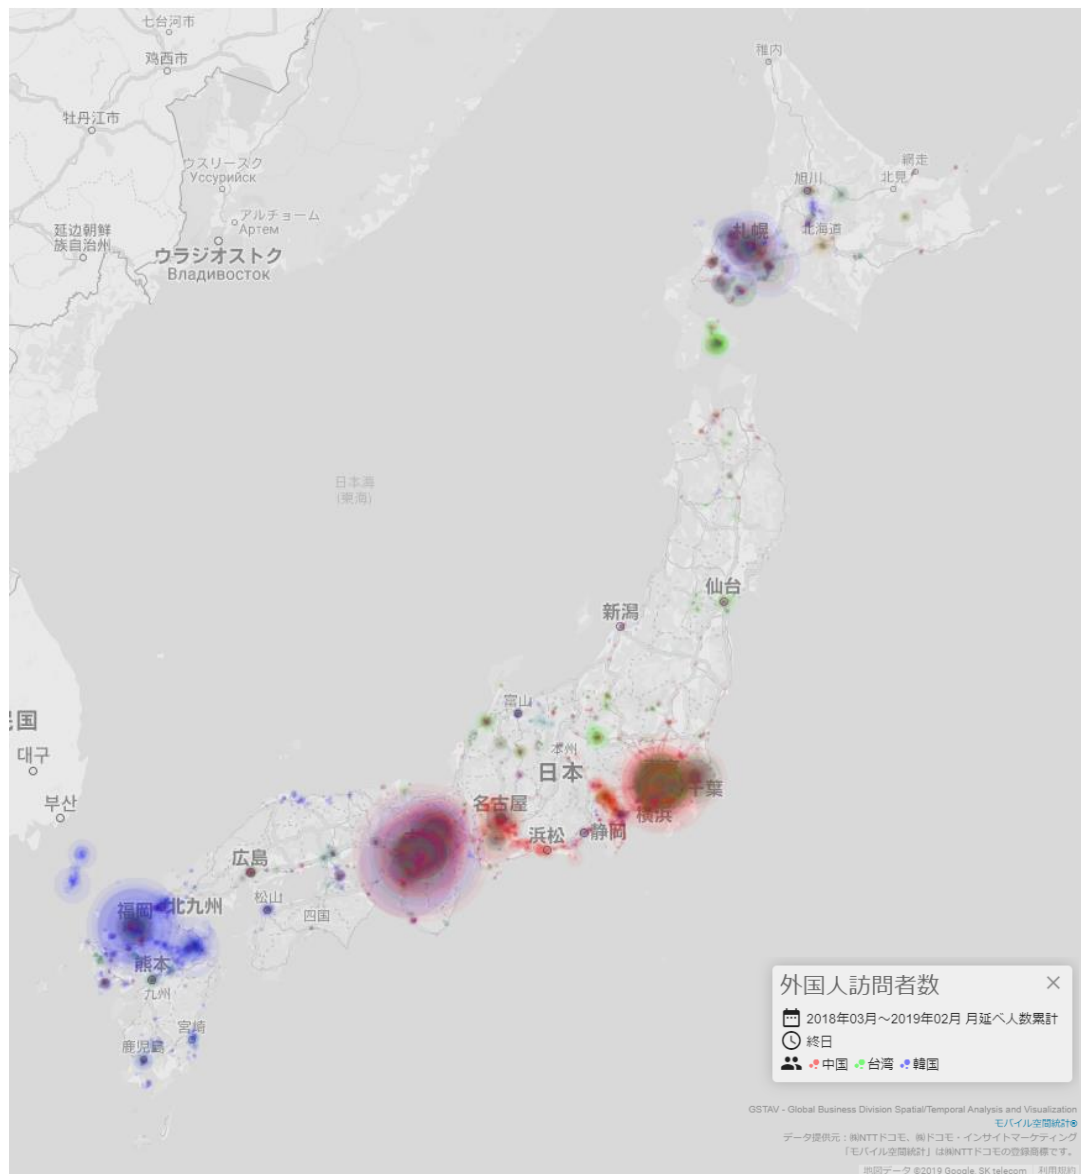 七台河市
鸡西市
稚内
牡丹江市
網走
ウスリースク
Уссурийск
旭川
北見
アルチョーム
Артем
延边朝鲜
族自治州
札幌
北海道
ウラジオストク
Владивосток
日本海
(東海)
仙台
新潟
富山
国
대구
本州
日本
千葉
부산
名古屋
横浜
浜松
静岡
広島
松山
北九州
福岡
四国
熊本
九州
宮崎
鹿児島
外国人訪問者数
2018年03月～2019年02月 月延べ人数累計
終日
中国 台湾 韓国
GSTAV - Global Business Division Spatial/Temporal Analysis and Visualization
モバイル空間統計®
データ提供元：㈱NTTドコモ、㈱ドコモ・インサイトマーケティング
「モバイル空間統計」は㈱NTTドコモの登録商標です。
地図データ ©2019 Google, SK telecom
利用規約